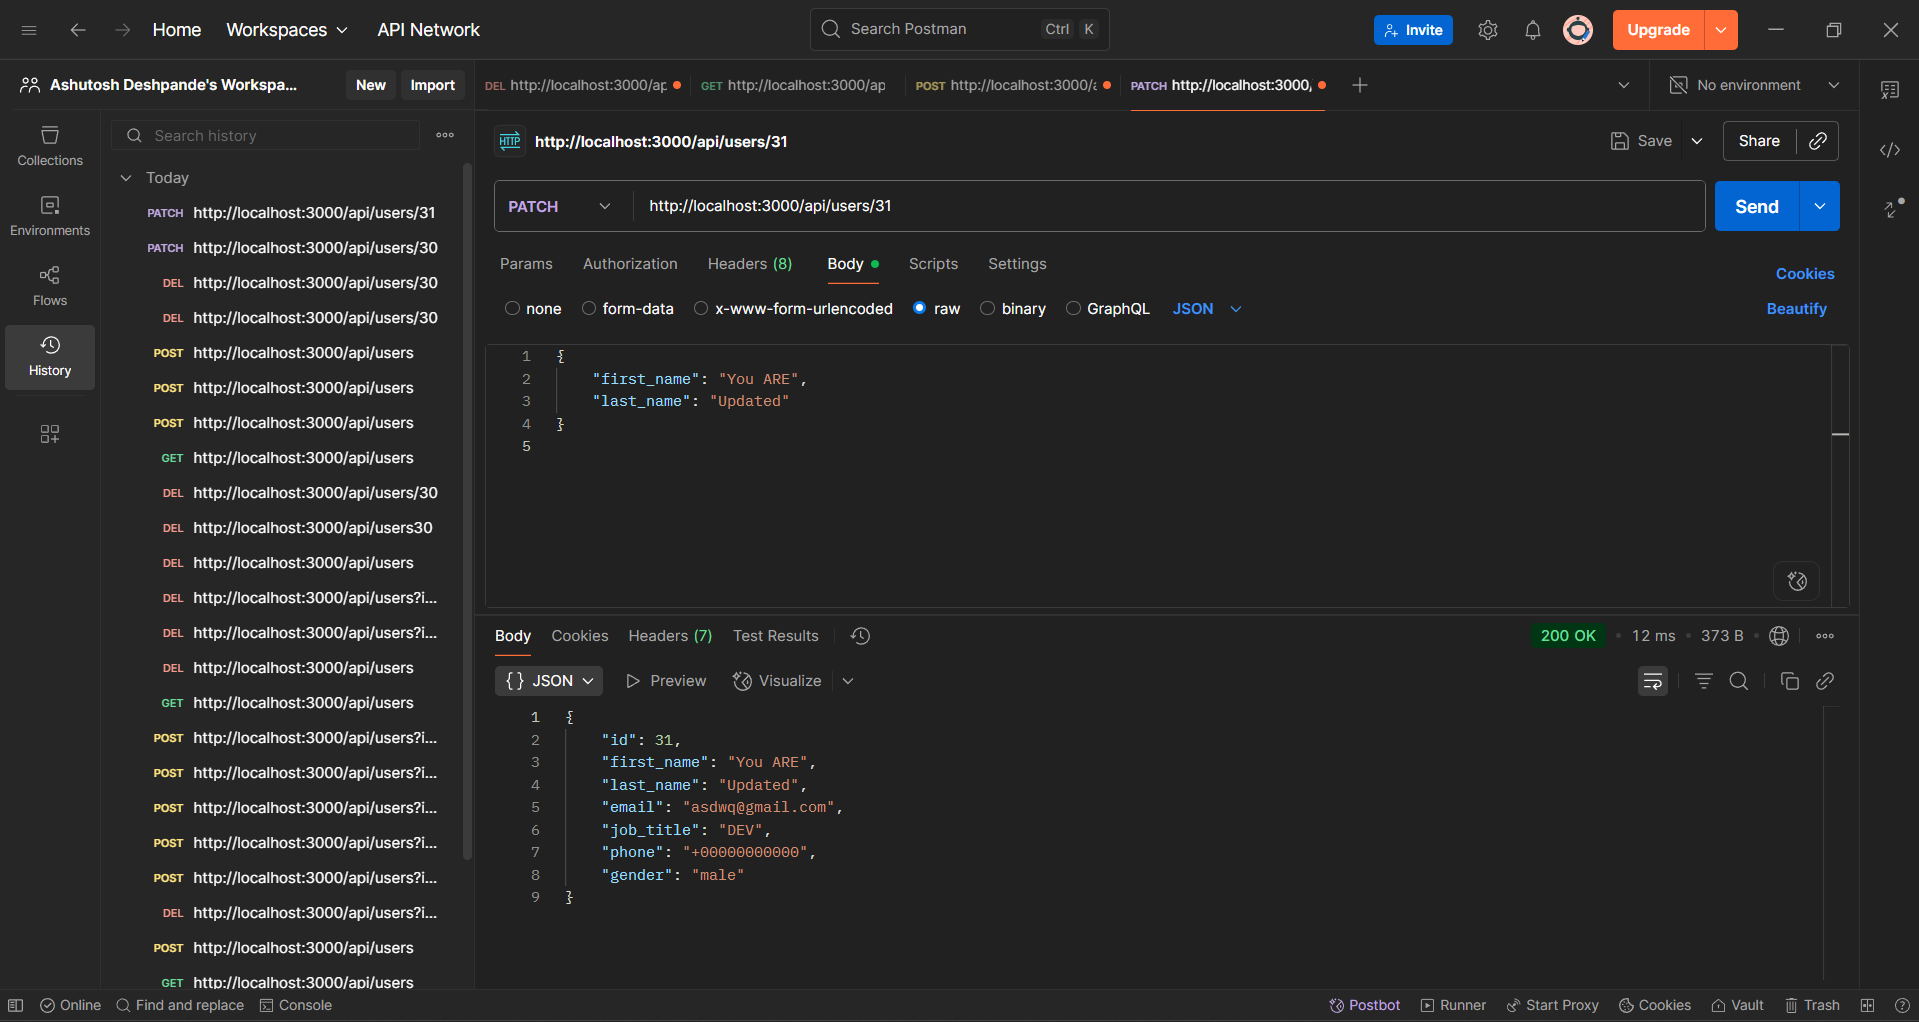 Home Workspaces API Network Search Postman Ctrl K Invite Upgrade
Ashutosh Deshpande's Workspa... New Import
DEL http://localhost:3000/ap GET http://localhost:3000/ap POST http://localhost:3000/a PATCH http://localhost:3000/ No environment
Collections
Environments
Flows
History
Search history
Today
PATCH http://localhost:3000/api/users/31
PATCH http://localhost:3000/api/users/30
DEL http://localhost:3000/api/users/30
DEL http://localhost:3000/api/users/30
POST http://localhost:3000/api/users
POST http://localhost:3000/api/users
POST http://localhost:3000/api/users
GET http://localhost:3000/api/users
DEL http://localhost:3000/api/users/30
DEL http://localhost:3000/api/users30
DEL http://localhost:3000/api/users
DEL http://localhost:3000/api/users?i...
DEL http://localhost:3000/api/users?i...
DEL http://localhost:3000/api/users
GET http://localhost:3000/api/users
POST http://localhost:3000/api/users?i...
POST http://localhost:3000/api/users?i...
POST http://localhost:3000/api/users?i...
POST http://localhost:3000/api/users?i...
POST http://localhost:3000/api/users?i...
DEL http://localhost:3000/api/users?i...
POST http://localhost:3000/api/users
GET http://localhost:3000/api/users
HTTP http://localhost:3000/api/users/31 Save Share
PATCH http://localhost:3000/api/users/31 Send
Params Authorization Headers (8) Body Scripts Settings Cookies
none form-data x-www-form-urlencoded raw binary GraphQL JSON Beautify
1 {
2 "first_name": "You ARE",
3 "last_name": "Updated"
4 }
5
Body Cookies Headers (7) Test Results 200 OK 12 ms 373 B
{} JSON Preview Visualize
1 {
2 "id": 31,
3 "first_name": "You ARE",
4 "last_name": "Updated",
5 "email": "asdwq@gmail.com",
6 "job_title": "DEV",
7 "phone": "+00000000000",
8 "gender": "male"
9 }
Online Find and replace Console Postbot Runner Start Proxy Cookies Vault Trash